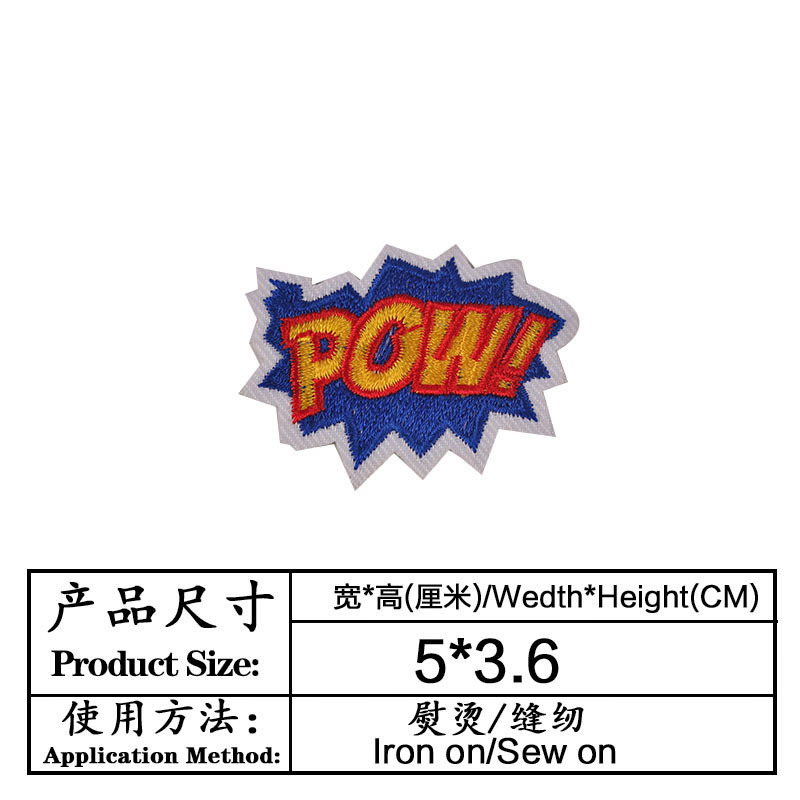 POW!
产品尺寸
Product Size:
宽*高(厘米)/Wedth*Height(CM)
5*3.6
使用方法：
Application Method:
熨烫/缝纫
Iron on/Sew on